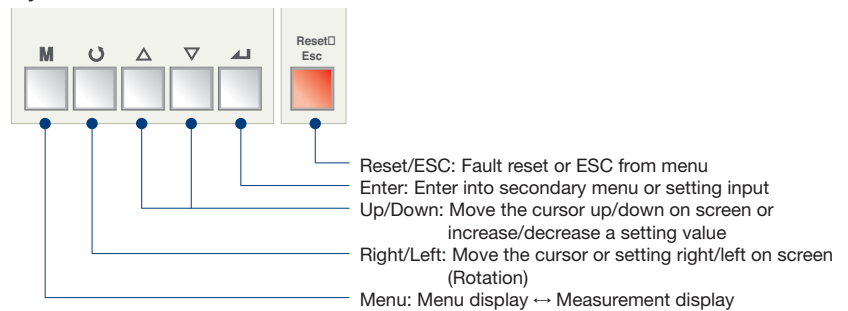 M
Reset
Esc
Reset/ESC: Fault reset or ESC from menu
Enter: Enter into secondary menu or setting input
Up/Down: Move the cursor up/down on screen or
increase/decrease a setting value
Right/Left: Move the cursor or setting right/left on screen
(Rotation)
Menu: Menu display ↔ Measurement display